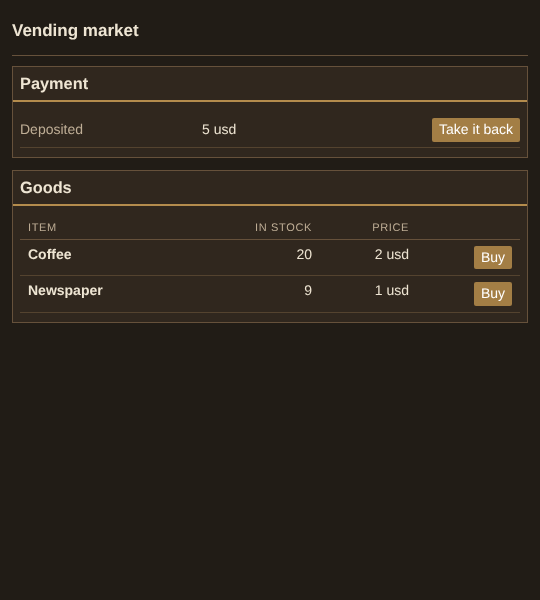 Vending market
Payment
Deposited 5 usd Take it back
Goods
ITEM IN STOCK PRICE
Coffee 20 2 usd Buy
Newspaper 9 1 usd Buy